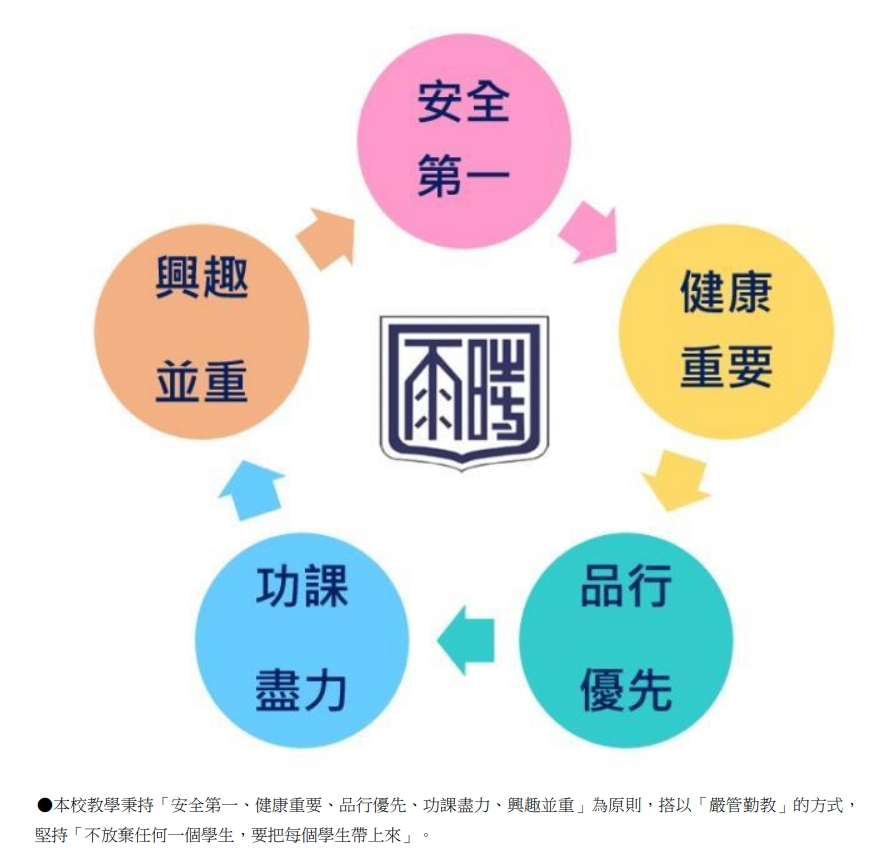 安全
第一
健康
重要
品行
優先
功課
盡力
興趣
並重
時雨
●本校教學秉持「安全第一、健康重要、品行優先、功課盡力、興趣並重」為原則，搭以「嚴管勤教」的方式，
堅持「不放棄任何一個學生，要把每個學生帶上來」。